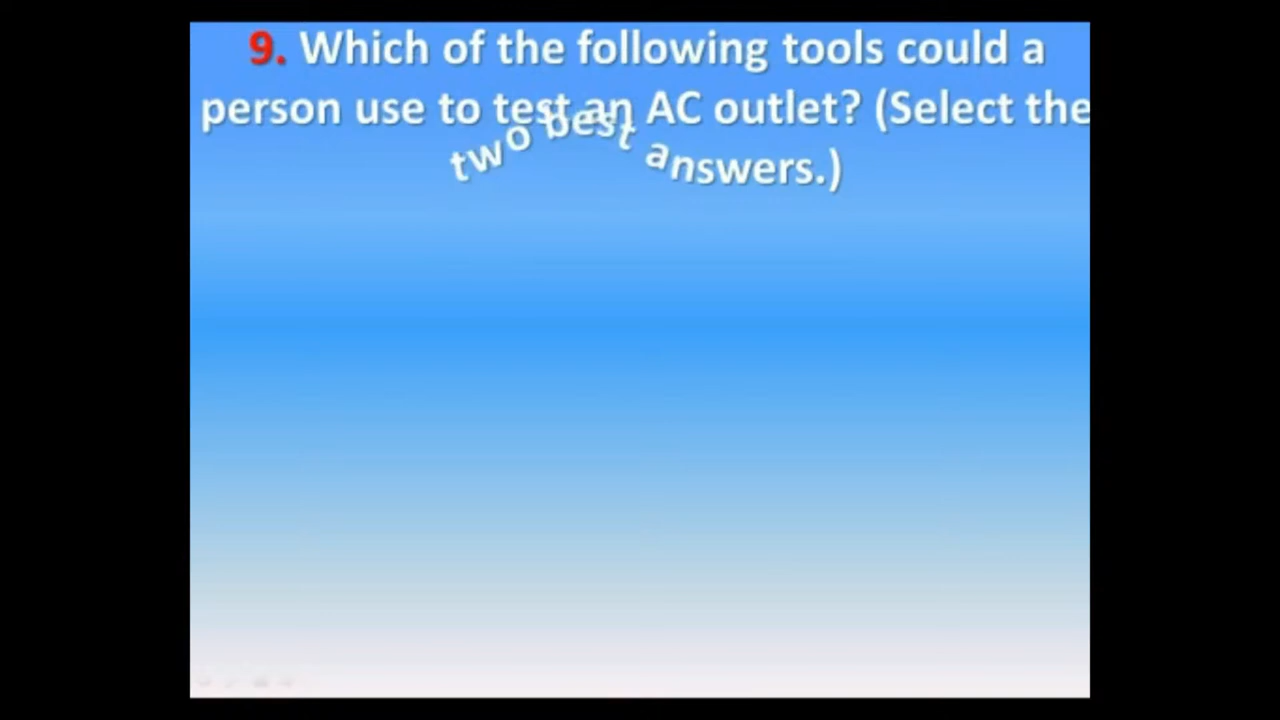 9. Which of the following tools could a
person use to test an AC outlet? (Select the
two best answers.)